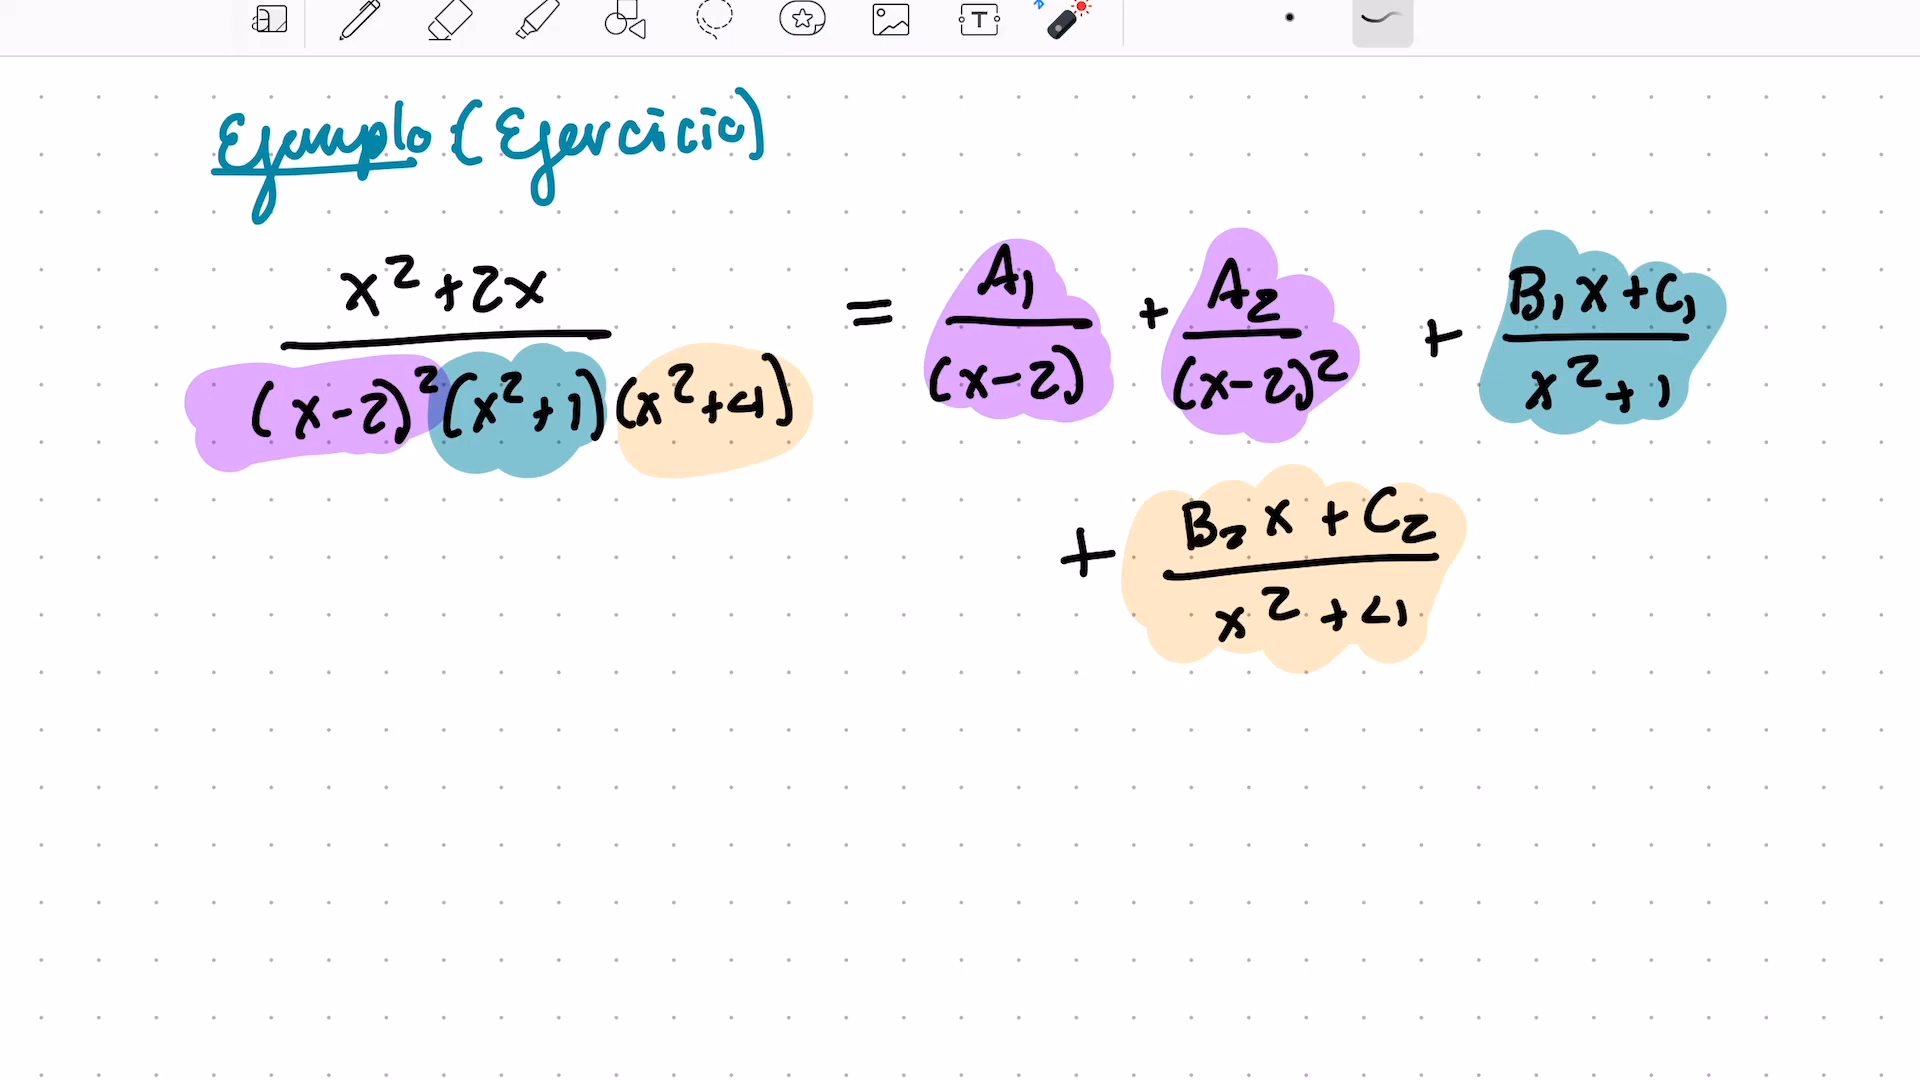 Ejemplo (Ejercicio)
x²+2x / (x-2)²(x²+1)(x²+4) = A₁ / (x-2) + A₂ / (x-2)² + B₁x+C₁ / x²+1
+ B₂x+C₂ / x²+4